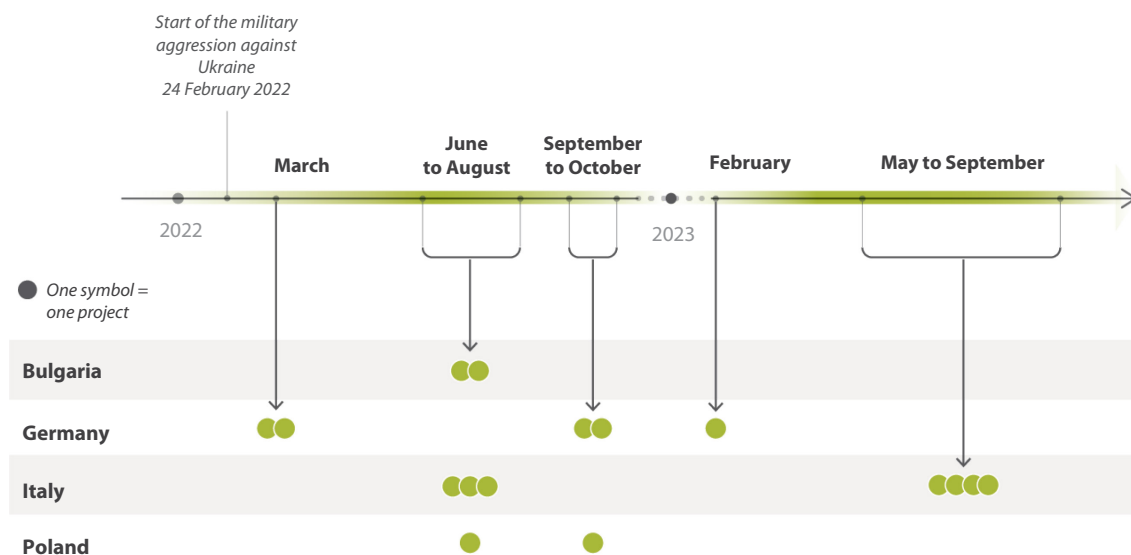 Start of the military
aggression against
Ukraine
24 February 2022
March
June
to August
September
to October
February
May to September
2022
2023
One symbol =
one project
Bulgaria
Germany
Italy
Poland